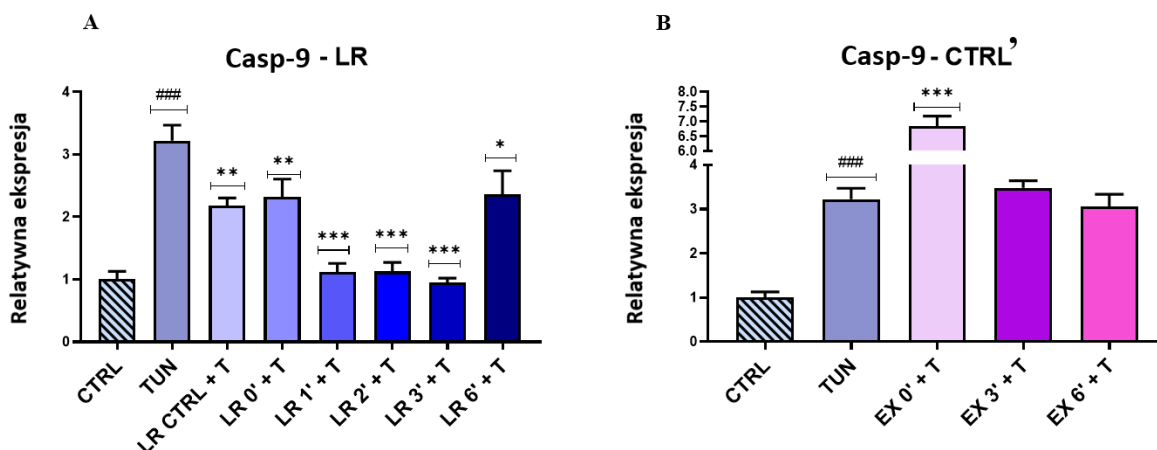 A
Casp-9 - LR
Relatywna ekspresja
4
3
2
1
0
###
**
**
***
***
***
*
CTRL
TUN
LR CTRL + T
LR 0' + T
LR 1' + T
LR 2' + T
LR 3' + T
LR 6' + T
B
Casp-9 - CTRL’
Relatywna ekspresja
8.0
7.5
7.0
6.5
6.0
4
3
2
1
0
###
***
CTRL
TUN
EX 0' + T
EX 3' + T
EX 6' + T